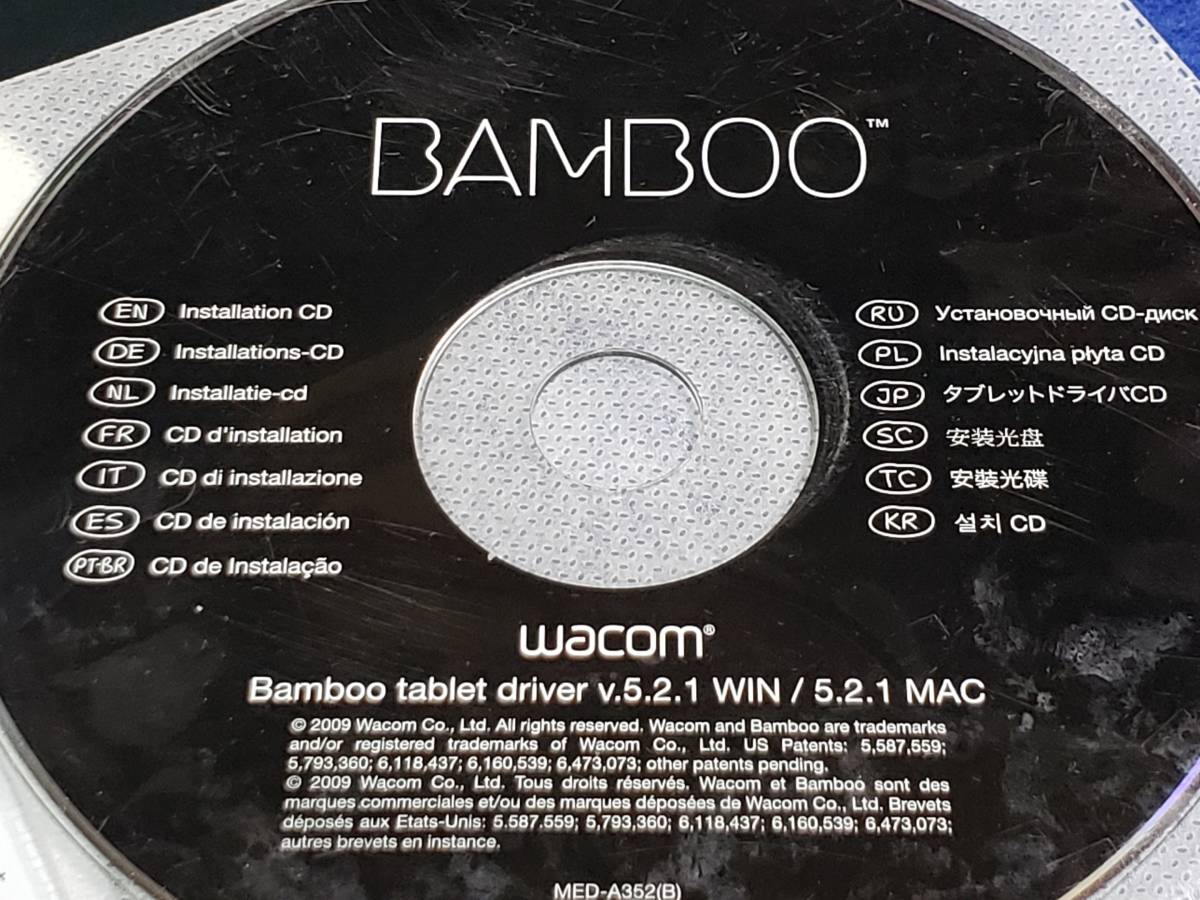 BAMBOO™
EN Installation CD
DE Installations-CD
NL Installatie-cd
FR CD d'installation
IT CD di installazione
ES CD de instalación
PT-BR CD de Instalação
RU Установочный CD-диск
PL Instalacyjna płyta CD
JP タブレットドライバCD
SC 安装光盘
TC 安裝光碟
KR 설치 CD
wacom®
Bamboo tablet driver v.5.2.1 WIN / 5.2.1 MAC
© 2009 Wacom Co., Ltd. All rights reserved. Wacom and Bamboo are trademarks
and/or registered trademarks of Wacom Co., Ltd. US Patents: 5,587,559;
5,793,360; 6,118,437; 6,160,539; 6,473,073; other patents pending.
© 2009 Wacom Co., Ltd. Tous droits réservés. Wacom et Bamboo sont des
marques commerciales et/ou des marques déposées de Wacom Co., Ltd. Brevets
déposés aux Etats-Unis: 5.587.559; 5,793,360; 6,118,437; 6,160,539; 6,473,073;
autres brevets en instance.
MED-A352(B)